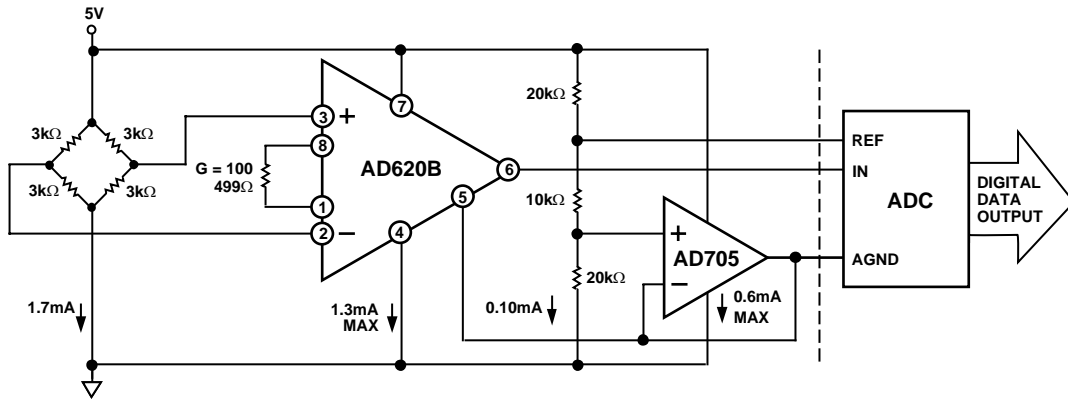 5V
3kΩ
3kΩ
3kΩ
3kΩ
1.7mA
3
+
8
G = 100
499Ω
1
2
−
7
AD620B
6
5
4
1.3mA
MAX
20kΩ
10kΩ
20kΩ
0.10mA
+
AD705
−
0.6mA
MAX
REF
IN
ADC
AGND
DIGITAL
DATA
OUTPUT